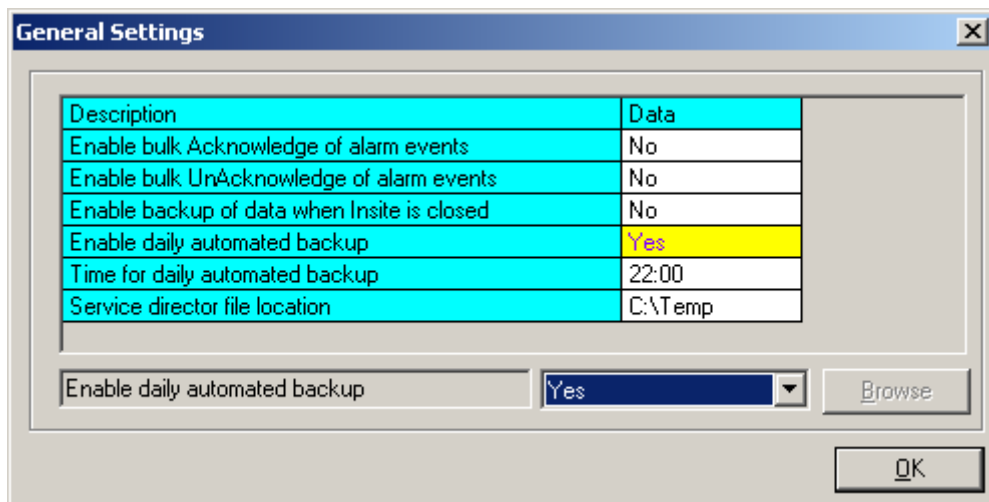 General Settings
Description Data
Enable bulk Acknowledge of alarm events No
Enable bulk UnAcknowledge of alarm events No
Enable backup of data when Insite is closed No
Enable daily automated backup Yes
Time for daily automated backup 22:00
Service director file location C:\Temp
Enable daily automated backup Yes Browse
OK